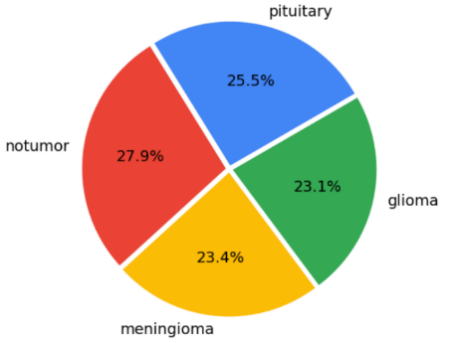 pituitary
25.5%
notumor
27.9%
23.1%
glioma
23.4%
meningioma